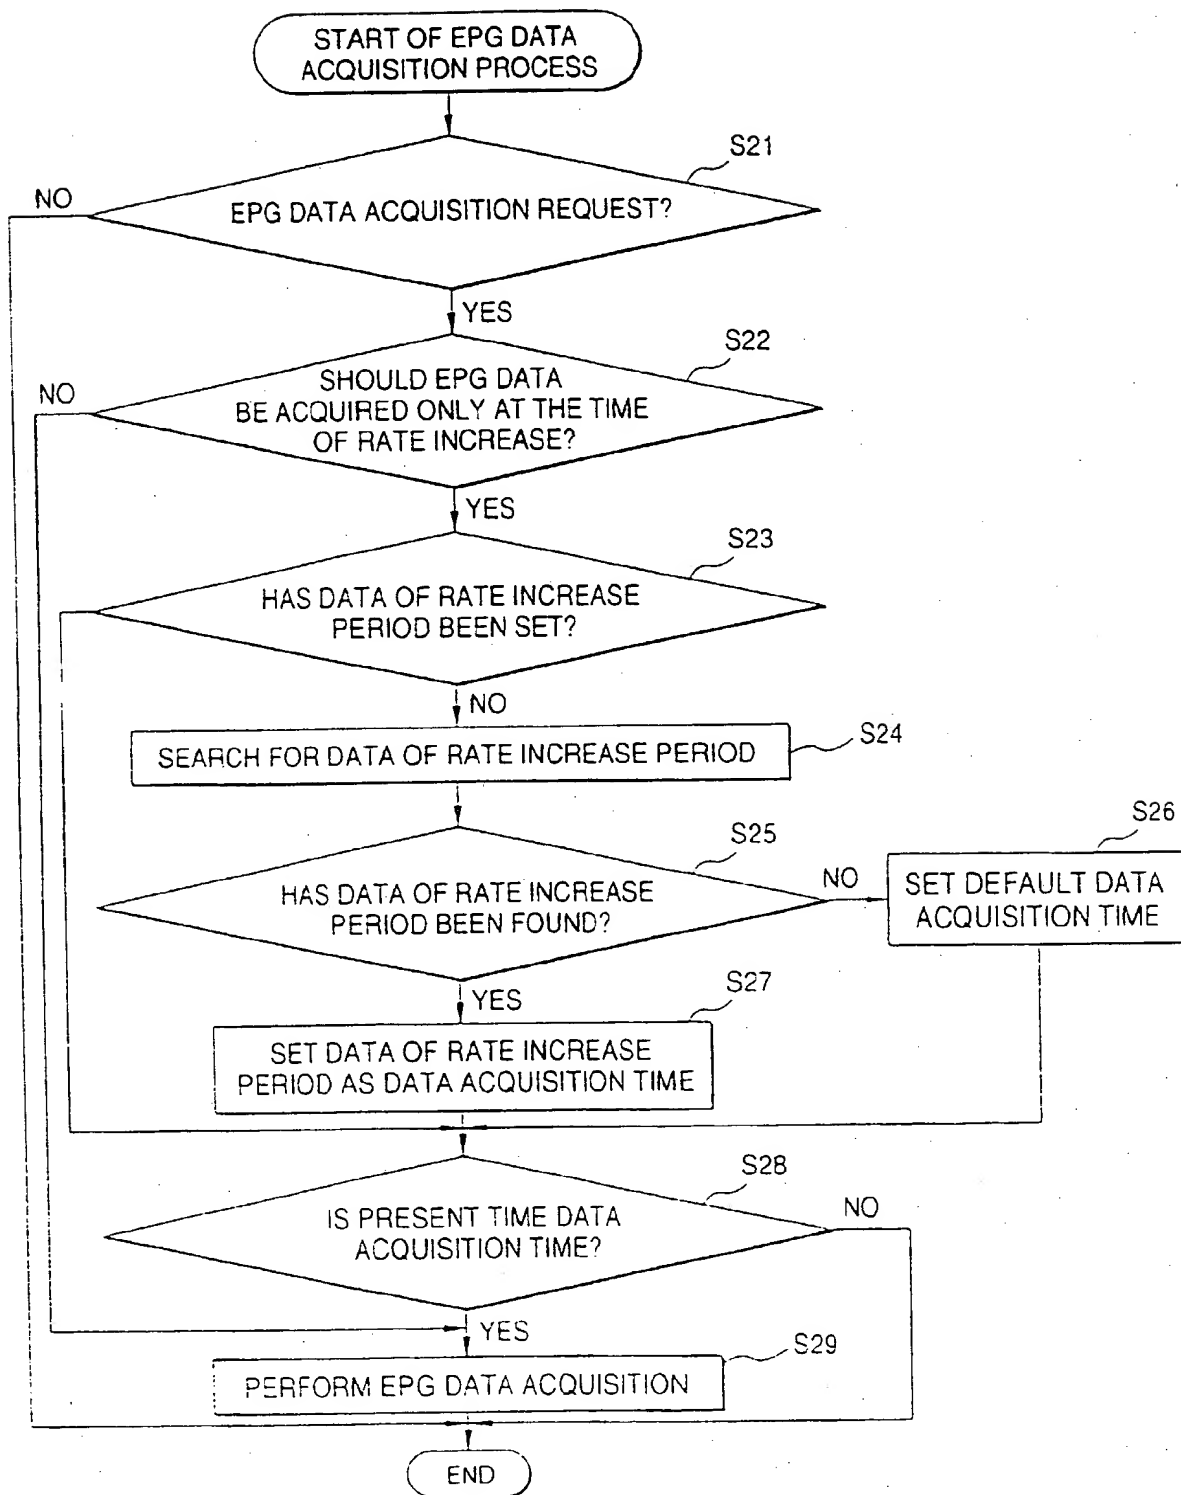 START OF EPG DATA
ACQUISITION PROCESS
S21
NO
EPG DATA ACQUISITION REQUEST?
YES
S22
NO
SHOULD EPG DATA
BE ACQUIRED ONLY AT THE TIME
OF RATE INCREASE?
YES
S23
HAS DATA OF RATE INCREASE
PERIOD BEEN SET?
NO
S24
SEARCH FOR DATA OF RATE INCREASE PERIOD
S25
S26
HAS DATA OF RATE INCREASE
PERIOD BEEN FOUND?
NO
SET DEFAULT DATA
ACQUISITION TIME
YES
S27
SET DATA OF RATE INCREASE
PERIOD AS DATA ACQUISITION TIME
S28
IS PRESENT TIME DATA
ACQUISITION TIME?
NO
YES
S29
PERFORM EPG DATA ACQUISITION
END